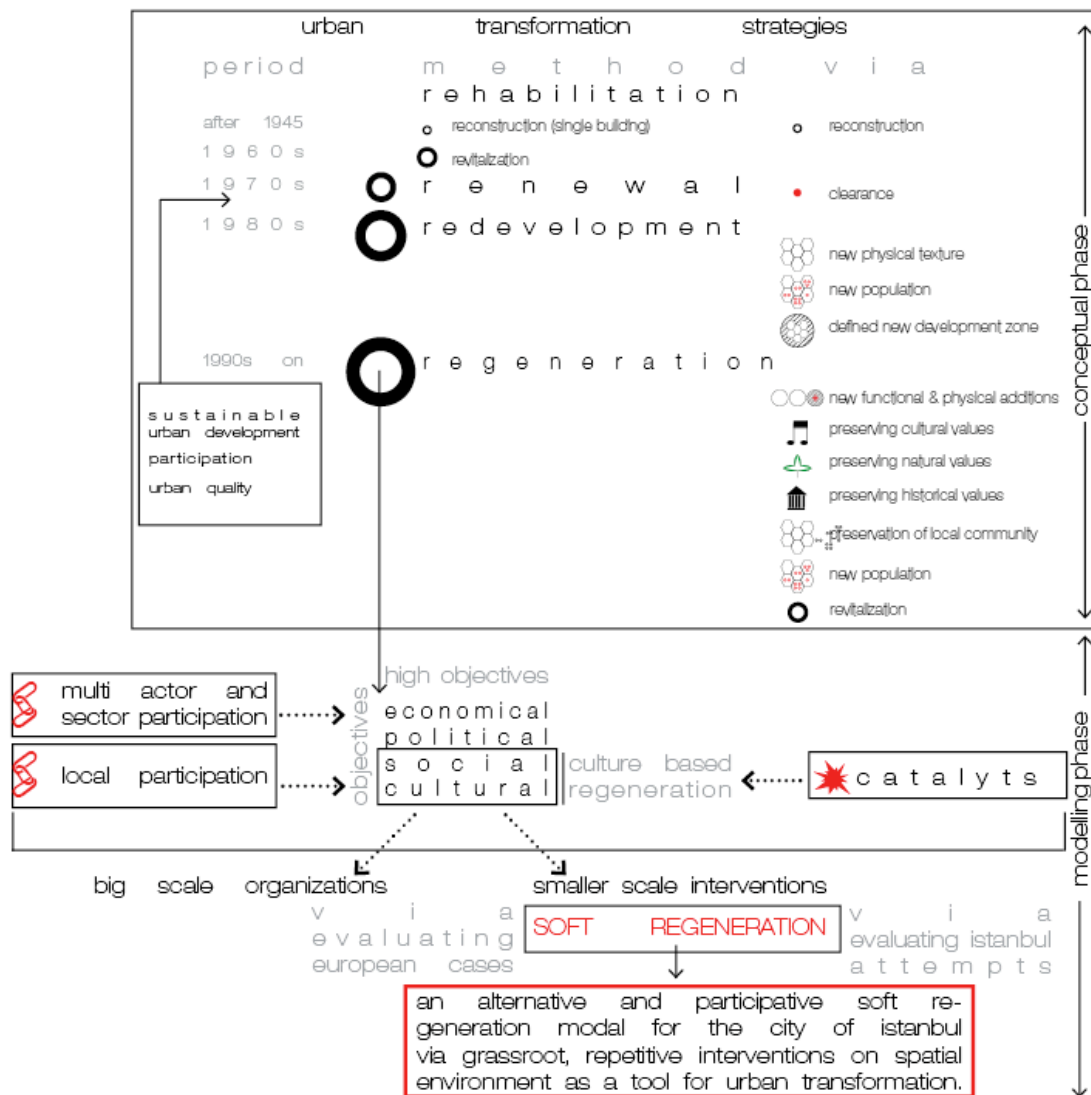 urban transformation strategies
period method via
rehabilitation
after 1945 reconstruction (single building) reconstruction
1960s revitalization
1970s renewal clearance
1980s redevelopment
new physical texture
new population
defined new development zone
1990s on regeneration
new functional & physical additions
preserving cultural values
preserving natural values
preserving historical values
preservation of local community
new population
revitalization
sustainable
urban development
participation
urban quality
conceptual phase
high objectives
objectives
multi actor and
sector participation
local participation
economical
political
social
cultural
culture based
regeneration
catalyts
modelling phase
big scale organizations
via
evaluating
european cases
smaller scale interventions
SOFT REGENERATION
via
evaluating istanbul
attempts
an alternative and participative soft re-
generation modal for the city of istanbul
via grassroot, repetitive interventions on spatial
environment as a tool for urban transformation.